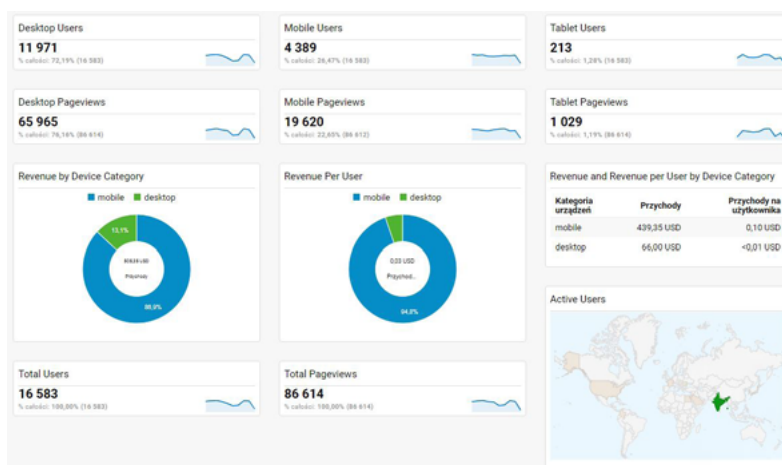 Desktop Users
11 971
% całości: 72,19% (16 583)
Mobile Users
4 389
% całości: 26,47% (16 583)
Tablet Users
213
% całości: 1,28% (16 583)
Desktop Pageviews
65 965
% całości: 76,16% (86 614)
Mobile Pageviews
19 620
% całości: 22,65% (86 612)
Tablet Pageviews
1 029
% całości: 1,19% (86 614)
Revenue by Device Category
mobile desktop
13,1%
Przychody
86,9%
Revenue Per User
mobile desktop
0,03 USD
Przychod...
94,8%
Revenue and Revenue per User by Device Category
Kategoria urządzeń
Przychody
Przychody na użytkownika
mobile 439,35 USD 0,10 USD
desktop 66,00 USD <0,01 USD
Active Users
Total Users
16 583
% całości: 100,00% (16 583)
Total Pageviews
86 614
% całości: 100,00% (86 614)